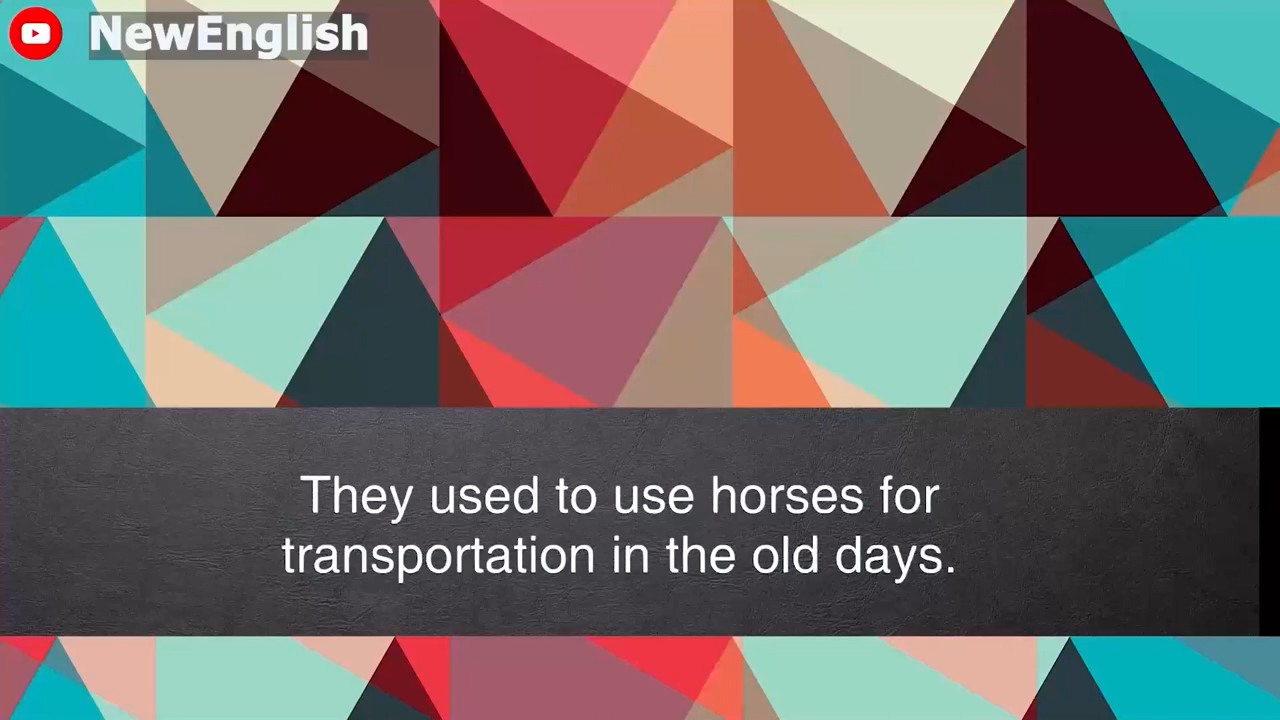 NewEnglish
They used to use horses for
transportation in the old days.